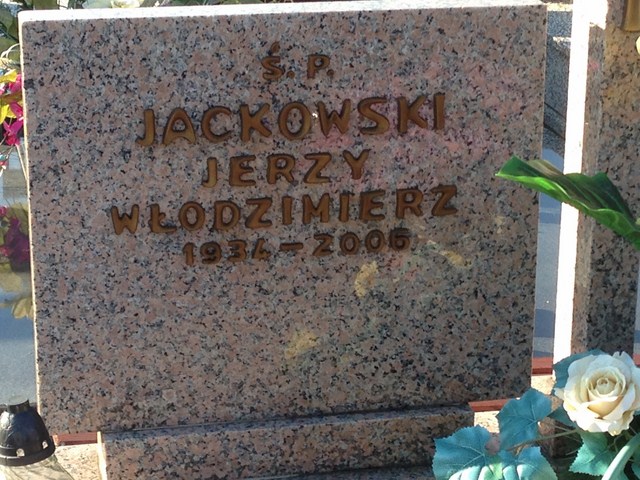 Ś. P.
JACKOWSKI
JERZY
WŁODZIMIERZ
1934 – 2006